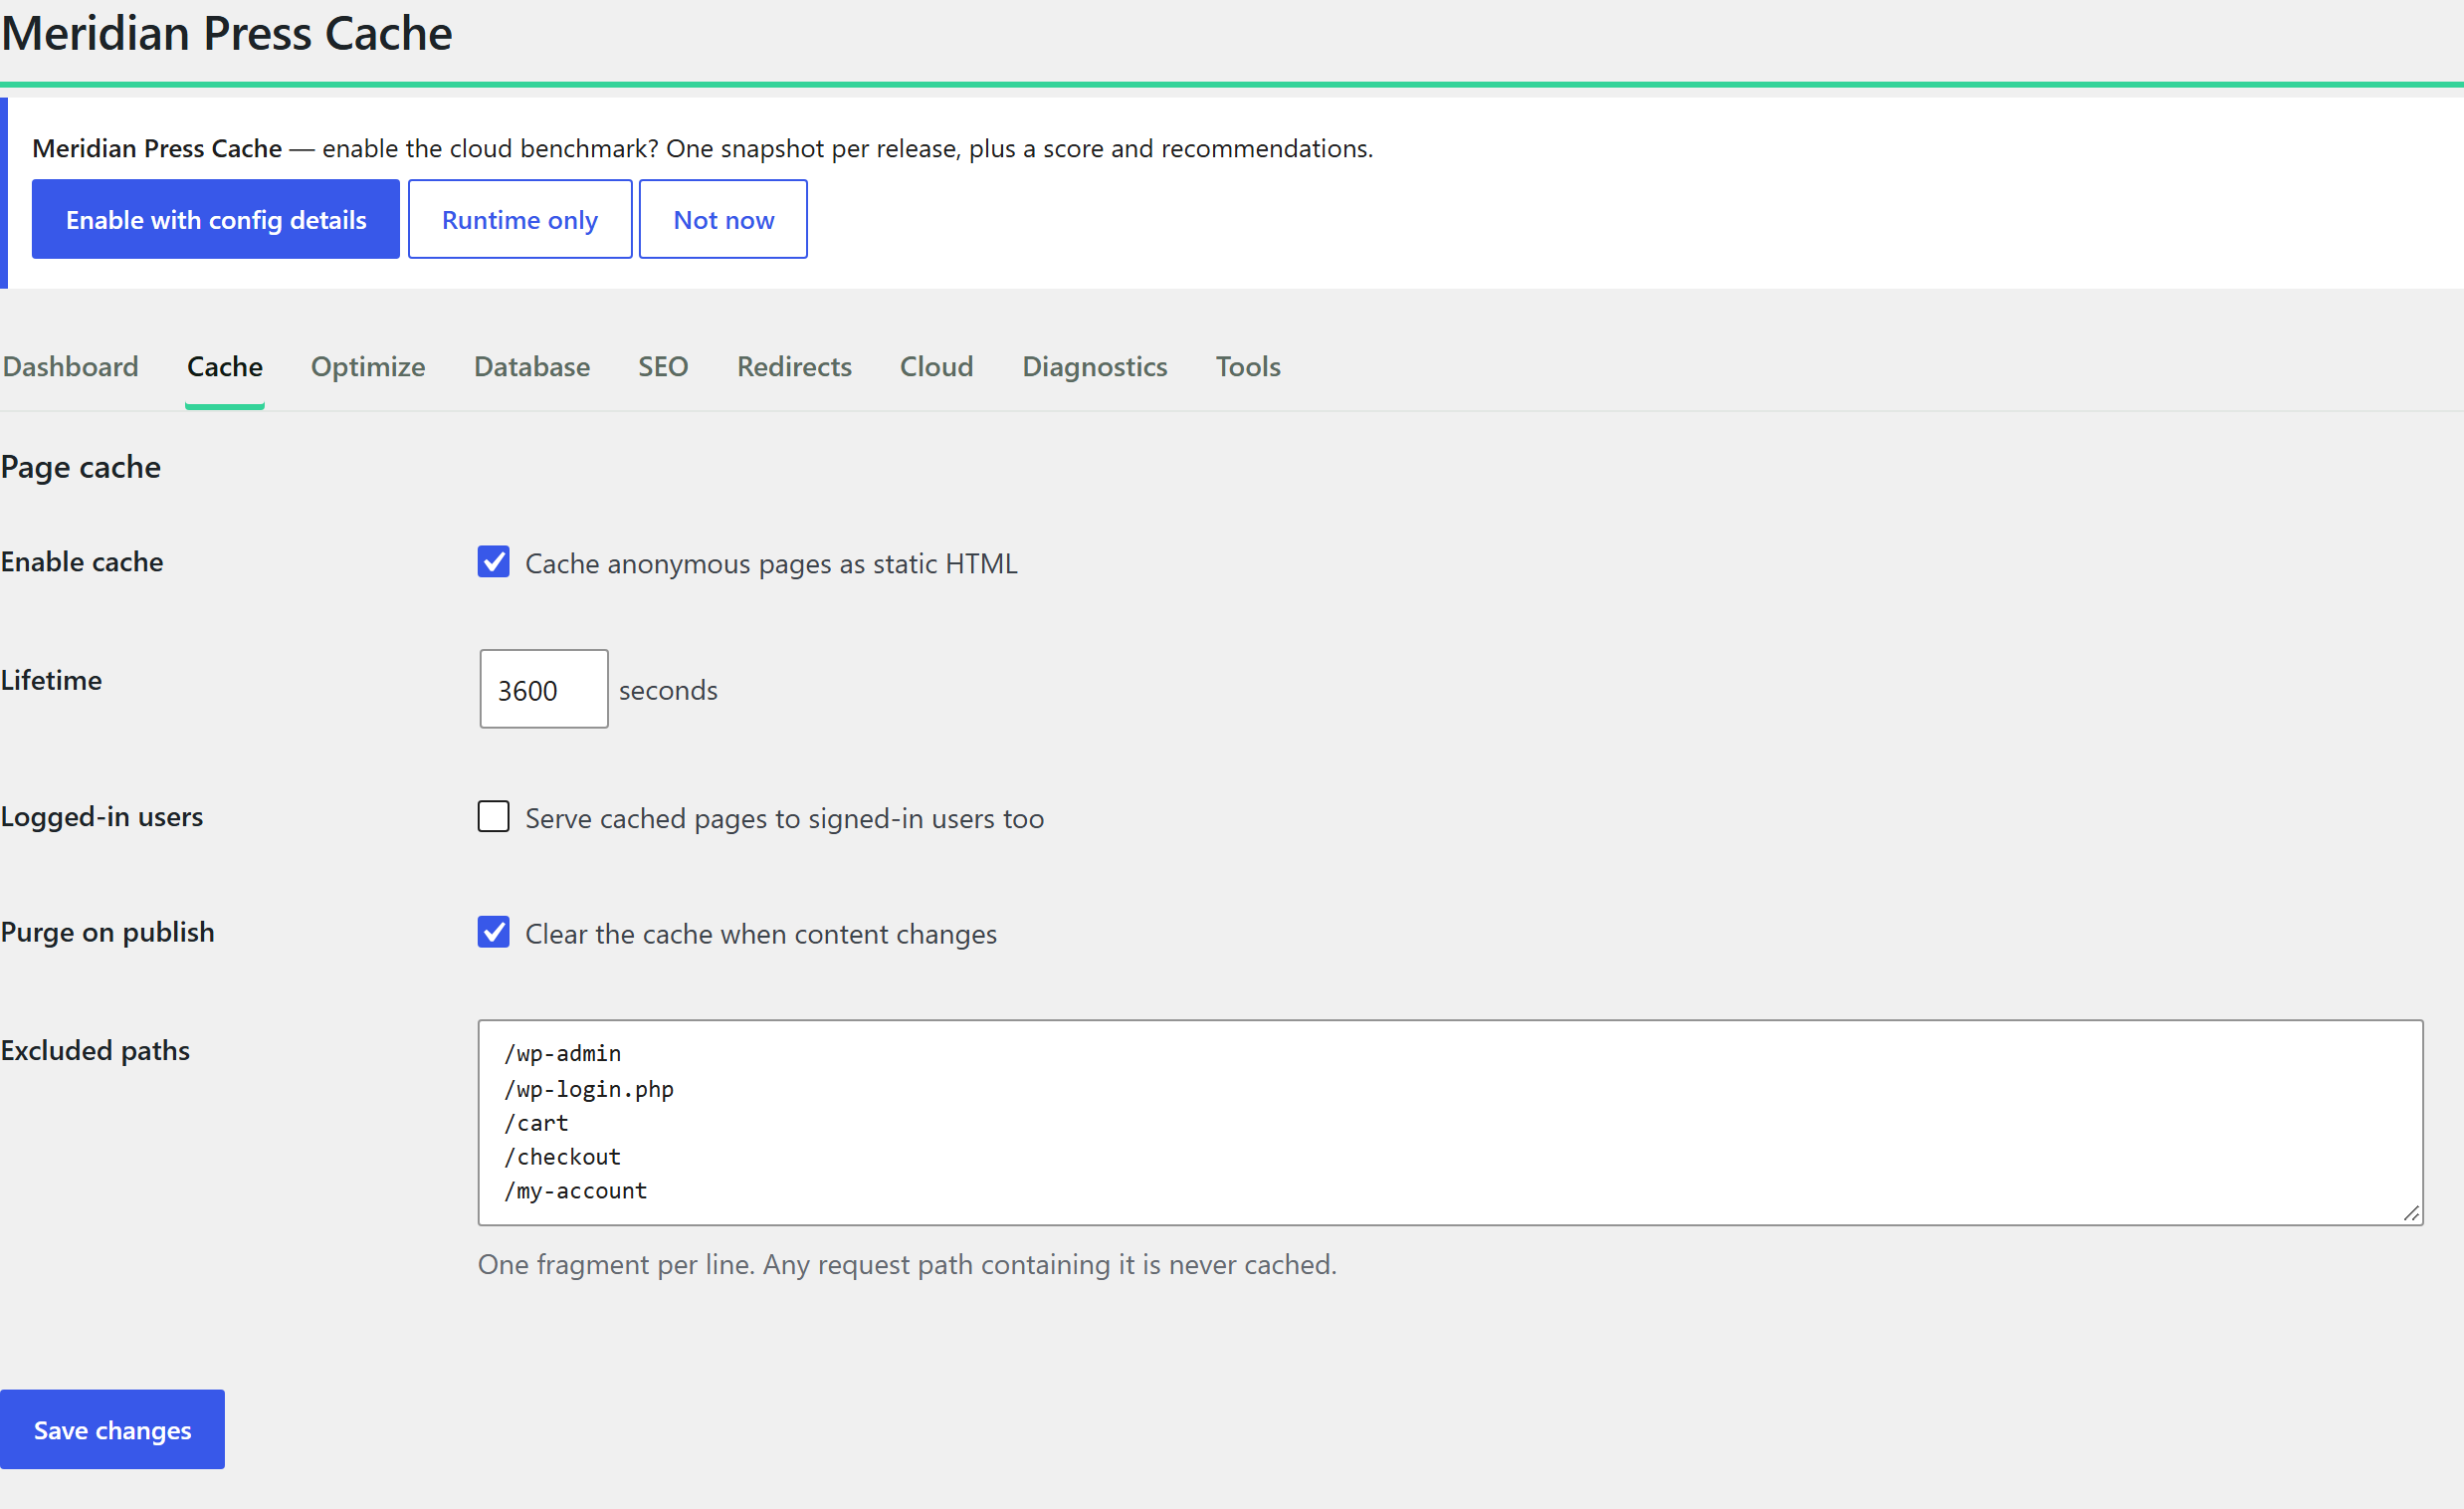 Meridian Press Cache
Meridian Press Cache — enable the cloud benchmark? One snapshot per release, plus a score and recommendations.
Enable with config details Runtime only Not now
Dashboard Cache Optimize Database SEO Redirects Cloud Diagnostics Tools
Page cache
Enable cache Cache anonymous pages as static HTML
Lifetime 3600 seconds
Logged-in users Serve cached pages to signed-in users too
Purge on publish Clear the cache when content changes
Excluded paths /wp-admin
/wp-login.php
/cart
/checkout
/my-account
One fragment per line. Any request path containing it is never cached.
Save changes